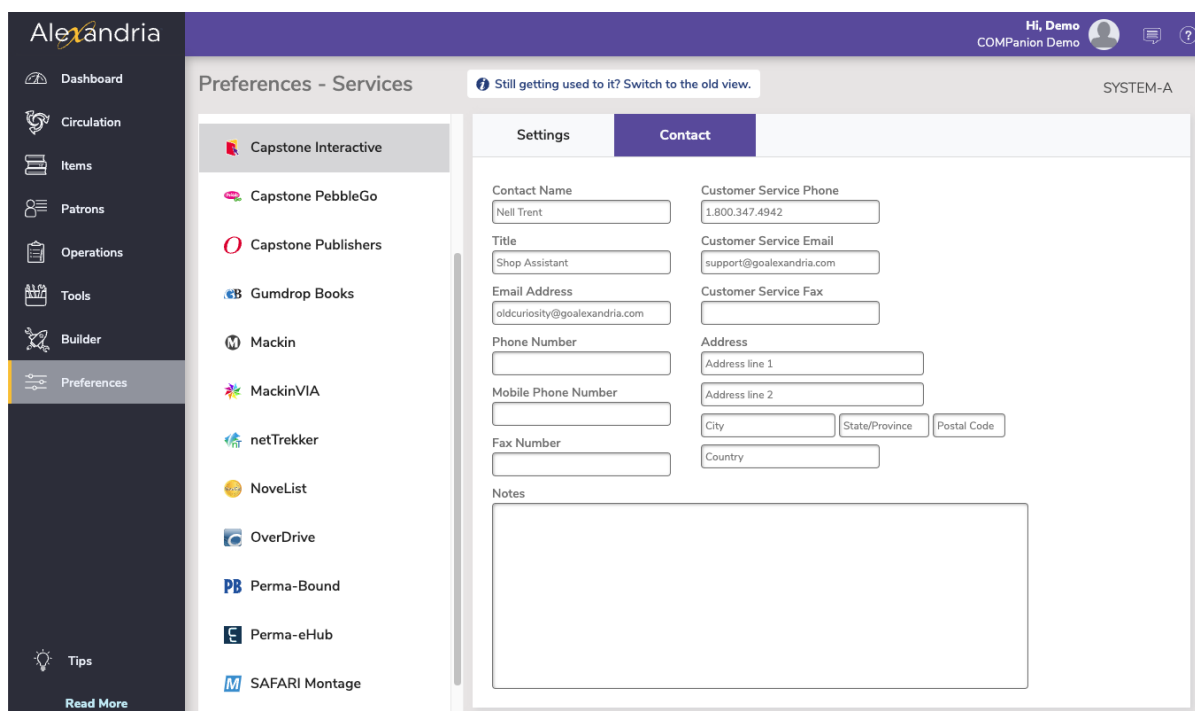 Alexandria
Hi, Demo
COMPanion Demo
?
Dashboard
Circulation
Items
Patrons
Operations
Tools
Builder
Preferences
Tips
Read More
Preferences - Services
i Still getting used to it? Switch to the old view.
SYSTEM-A
Capstone Interactive
Capstone PebbleGo
Capstone Publishers
Gumdrop Books
Mackin
MackinVIA
netTrekker
NoveList
OverDrive
PB Perma-Bound
Perma-eHub
M SAFARI Montage
Settings
Contact
Contact Name
Nell Trent
Title
Shop Assistant
Email Address
oldcuriosity@goalexandria.com
Phone Number
Mobile Phone Number
Fax Number
Customer Service Phone
1.800.347.4942
Customer Service Email
support@goalexandria.com
Customer Service Fax
Address
Address line 1
Address line 2
City
State/Province
Postal Code
Country
Notes